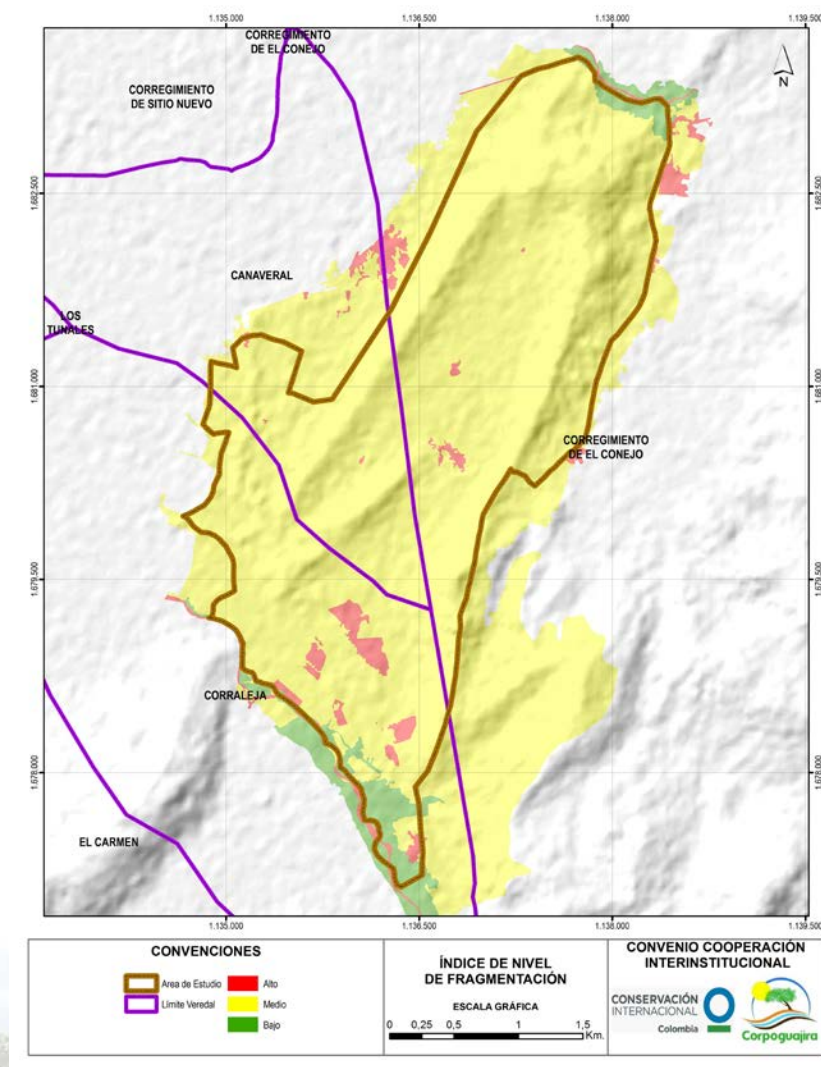 1.135.000 1.136.500 1.138.000 1.139.500
CORREGIMIENTO
DE EL CONEJO
CORREGIMIENTO
DE SITIO NUEVO
N
1.682.500 1.682.500
CANAVERAL
LOS
TUNALES
1.681.000 1.681.000
CORREGIMIENTO
DE EL CONEJO
1.679.500 1.679.500
CORRALEJA
1.678.000 1.678.000
EL CARMEN
1.135.000 1.136.500 1.138.000 1.139.500
CONVENCIONES
Area de Estudio
Límite Veredal
Alto
Medio
Bajo
ÍNDICE DE NIVEL
DE FRAGMENTACIÓN
ESCALA GRÁFICA
0 0,25 0,5 1 1,5
Km.
CONVENIO COOPERACIÓN
INTERINSTITUCIONAL
CONSERVACIÓN
INTERNACIONAL
Colombia
Corpoguajira